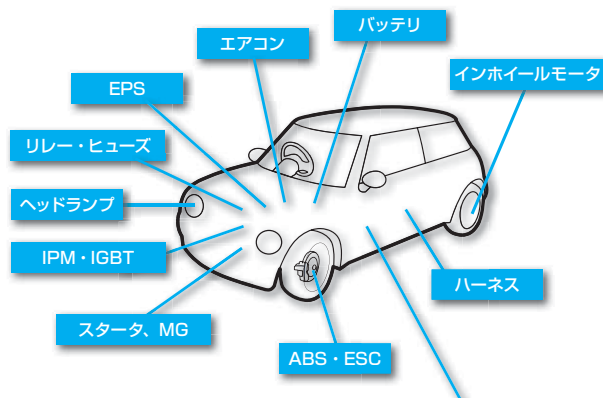 バッテリ
エアコン
インホイールモータ
EPS
リレー・ヒューズ
ヘッドランプ
IPM・IGBT
ハーネス
スタータ、MG
ABS・ESC